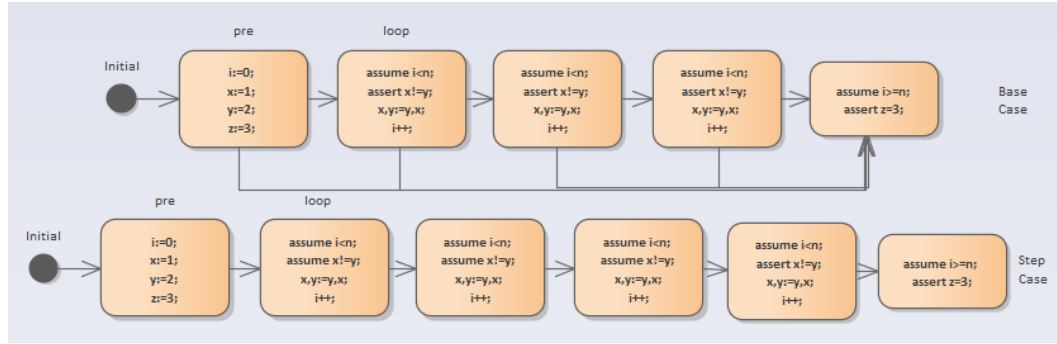 pre
loop
Initial
i:=0;
x:=1;
y:=2;
z:=3;
assume i<n;
assert x!=y;
x,y:=y,x;
i++;
assume i<n;
assert x!=y;
x,y:=y,x;
i++;
assume i<n;
assert x!=y;
x,y:=y,x;
i++;
assume i>=n;
assert z=3;
Base
Case
pre
loop
Initial
i:=0;
x:=1;
y:=2;
z:=3;
assume i<n;
assume x!=y;
x,y:=y,x;
i++;
assume i<n;
assume x!=y;
x,y:=y,x;
i++;
assume i<n;
assume x!=y;
x,y:=y,x;
i++;
assume i<n;
assert x!=y;
x,y:=y,x;
i++;
assume i>=n;
assert z=3;
Step
Case